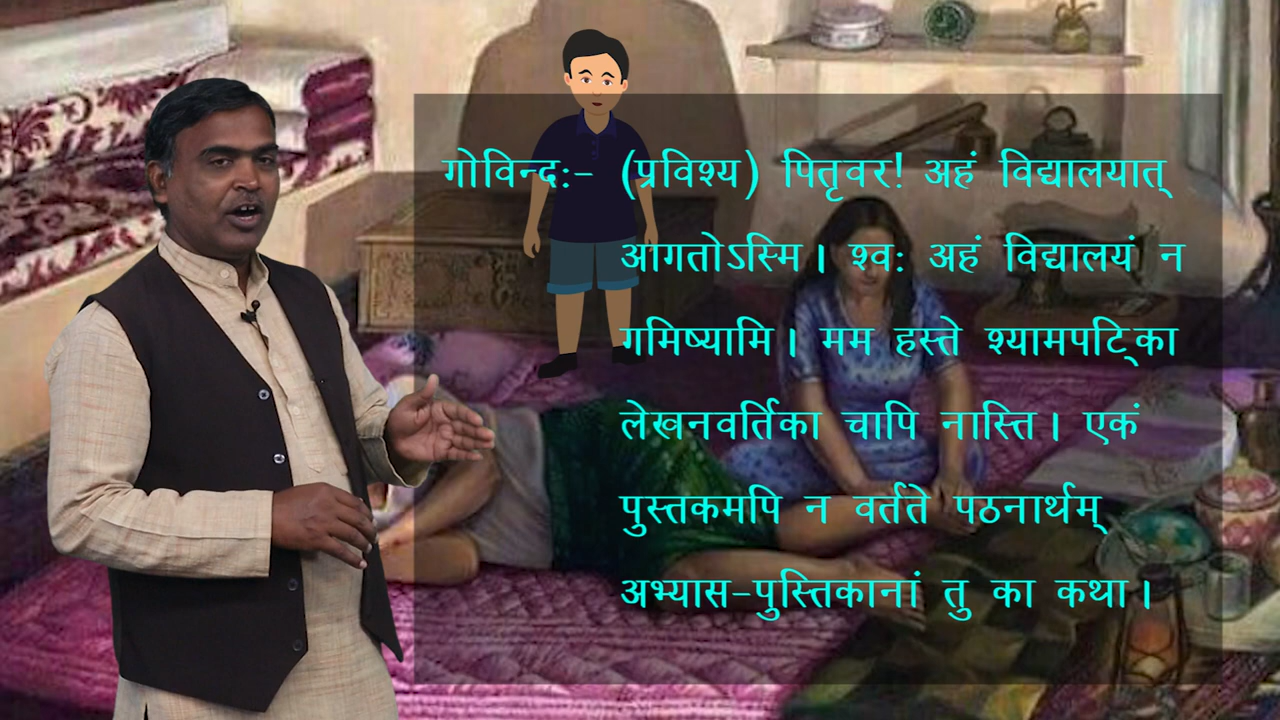 गोविन्दः- (प्रविश्य) पितृवर! अहं विद्यालयात्
आगतोऽस्मि। श्वः अहं विद्यालयं न
गमिष्यामि। मम हस्ते श्यामपट्टिका
लेखनवर्तिका चापि नास्ति। एकं
पुस्तकमपि न वर्तते पठनार्थम्
अभ्यास-पुस्तिकानां तु का कथा।